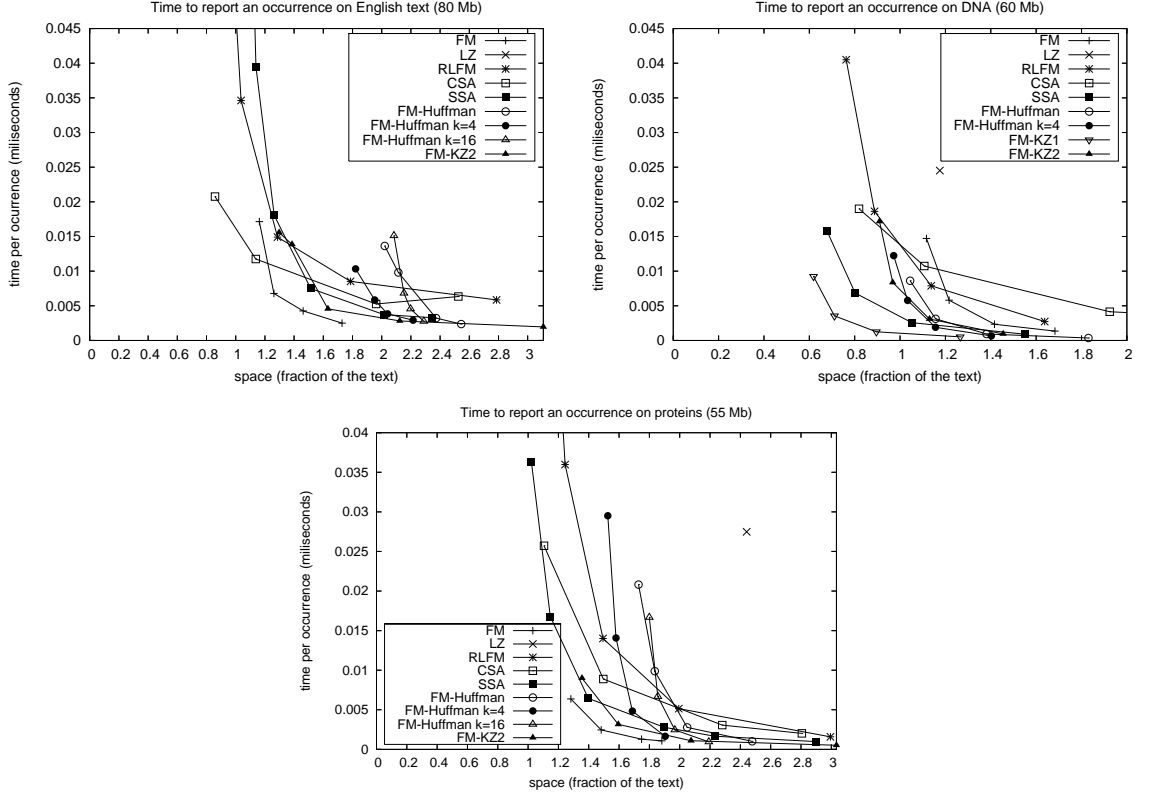 Time to report an occurrence on English text (80 Mb)
time per ocurrence (miliseconds)
0.045
0.04
0.035
0.03
0.025
0.02
0.015
0.01
0.005
0
0 0.2 0.4 0.6 0.8 1 1.2 1.4 1.6 1.8 2 2.2 2.4 2.6 2.8 3
space (fraction of the text)
FM
LZ
RLFM
CSA
SSA
FM-Huffman
FM-Huffman k=4
FM-Huffman k=16
FM-KZ2
Time to report an occurrence on DNA (60 Mb)
time per occurrence (miliseconds)
0.045
0.04
0.035
0.03
0.025
0.02
0.015
0.01
0.005
0
0 0.2 0.4 0.6 0.8 1 1.2 1.4 1.6 1.8 2
space (fraction of the text)
FM
LZ
RLFM
CSA
SSA
FM-Huffman
FM-Huffman k=4
FM-KZ1
FM-KZ2
Time to report an occurrence on proteins (55 Mb)
time per occurrence (miliseconds)
0.04
0.035
0.03
0.025
0.02
0.015
0.01
0.005
0
0 0.2 0.4 0.6 0.8 1 1.2 1.4 1.6 1.8 2 2.2 2.4 2.6 2.8 3
space (fraction of the text)
FM
LZ
RLFM
CSA
SSA
FM-Huffman
FM-Huffman k=4
FM-Huffman k=16
FM-KZ2